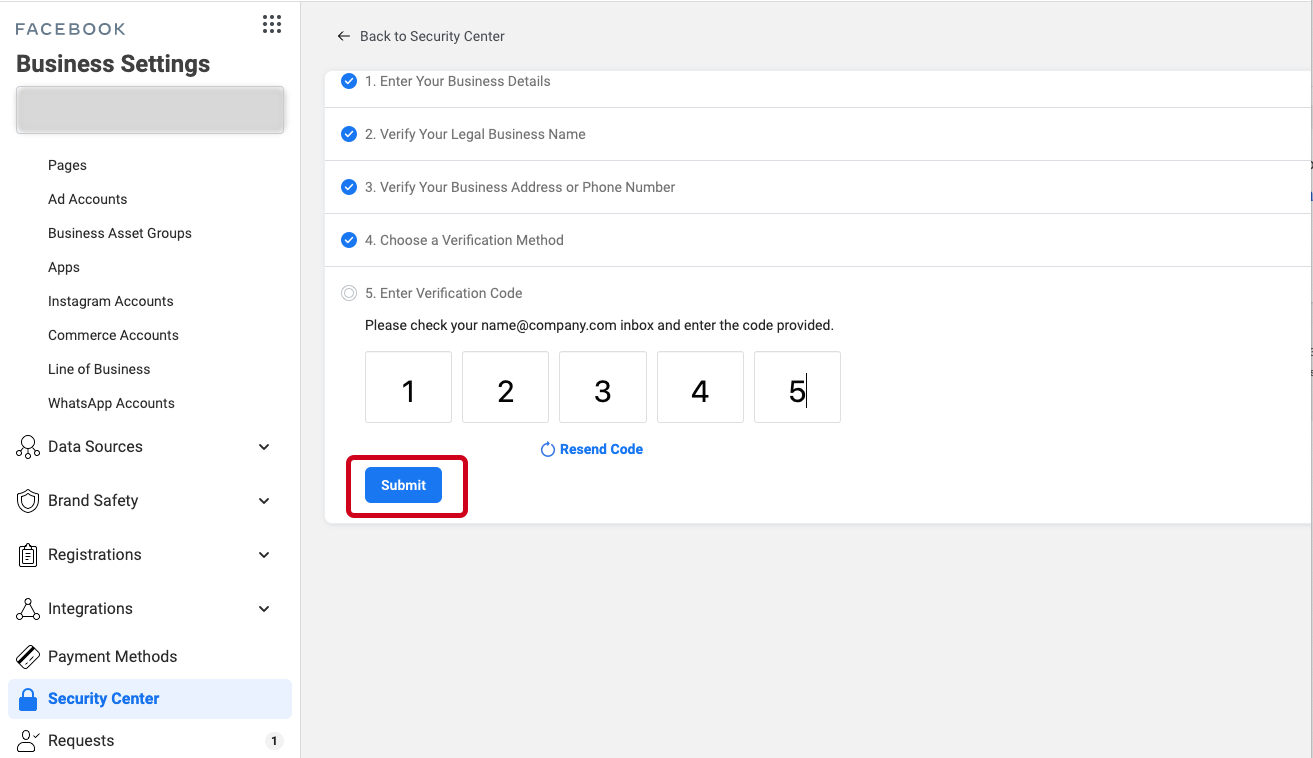 FACEBOOK
Business Settings
Pages
Ad Accounts
Business Asset Groups
Apps
Instagram Accounts
Commerce Accounts
Line of Business
WhatsApp Accounts
Data Sources
Brand Safety
Registrations
Integrations
Payment Methods
Security Center
Requests 1
Back to Security Center
1. Enter Your Business Details
2. Verify Your Legal Business Name
3. Verify Your Business Address or Phone Number
4. Choose a Verification Method
5. Enter Verification Code
Please check your name@company.com inbox and enter the code provided.
1 2 3 4 5
Resend Code
Submit